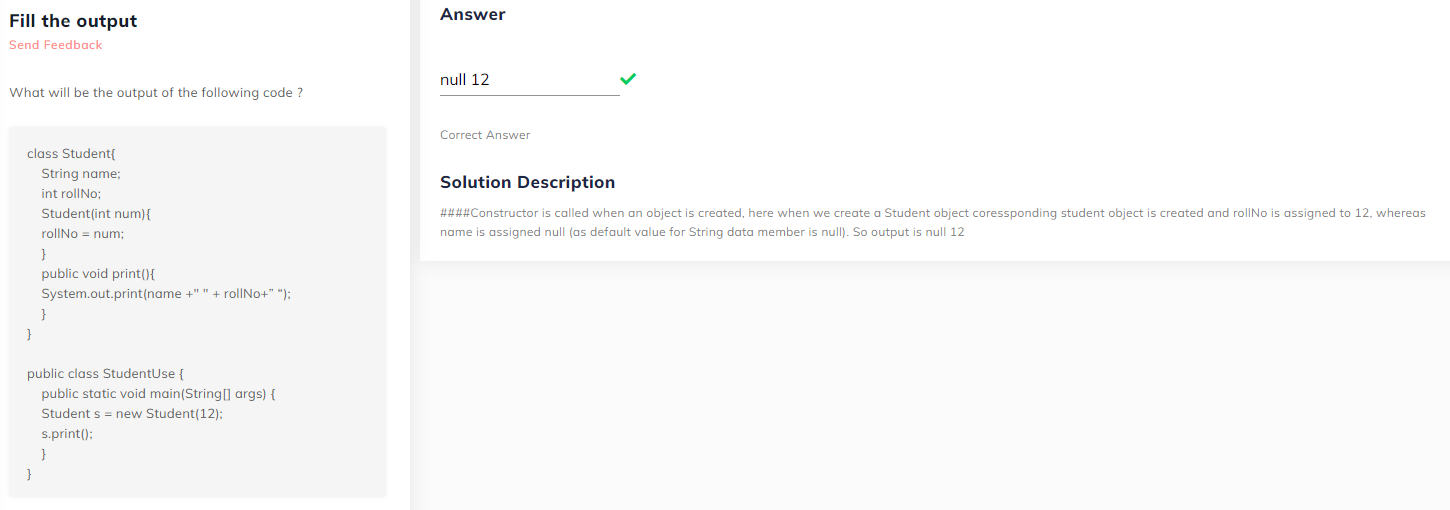 Fill the output
Send Feedback
What will be the output of the following code ?
class Student{
String name;
int rollNo;
Student(int num){
rollNo = num;
}
public void print(){
System.out.print(name +" " + rollNo+” “);
}
}
public class StudentUse {
public static void main(String[] args) {
Student s = new Student(12);
s.print();
}
}
Answer
null 12
Correct Answer
Solution Description
####Constructor is called when an object is created, here when we create a Student object coressponding student object is created and rollNo is assigned to 12, whereas
name is assigned null (as default value for String data member is null). So output is null 12